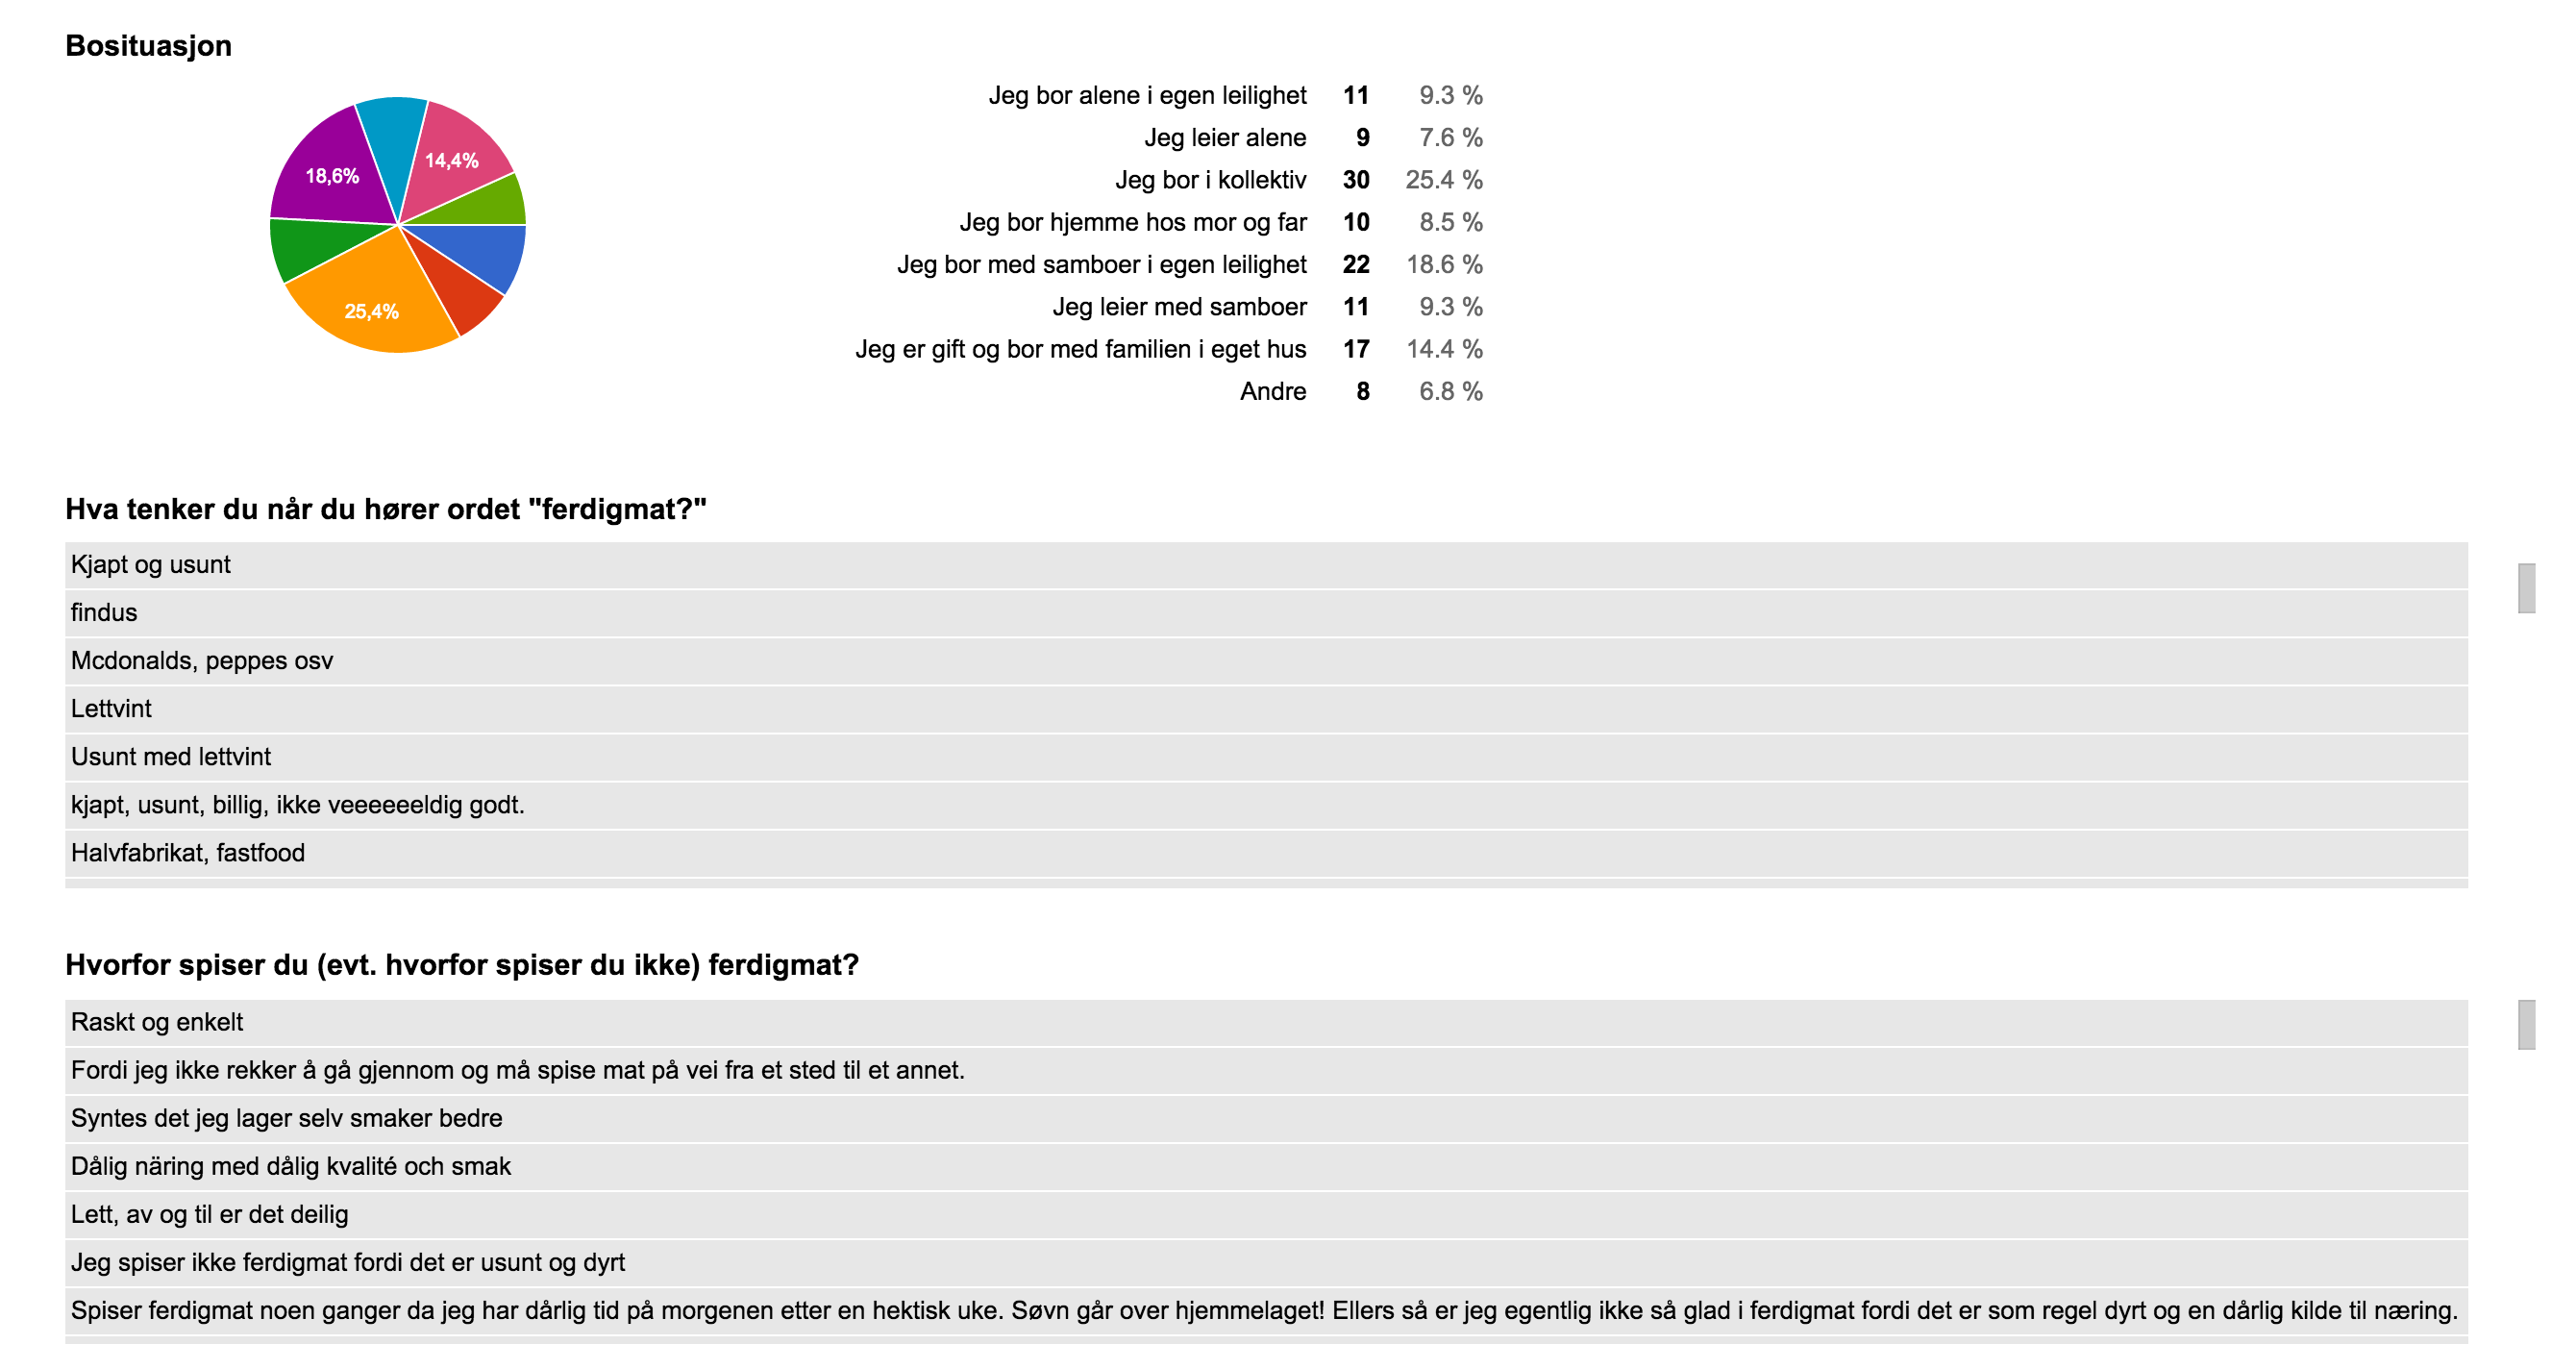 Bosituasjon
14,4%
18,6%
25,4%
Jeg bor alene i egen leilighet 11 9.3 %
Jeg leier alene 9 7.6 %
Jeg bor i kollektiv 30 25.4 %
Jeg bor hjemme hos mor og far 10 8.5 %
Jeg bor med samboer i egen leilighet 22 18.6 %
Jeg leier med samboer 11 9.3 %
Jeg er gift og bor med familien i eget hus 17 14.4 %
Andre 8 6.8 %
Hva tenker du når du hører ordet "ferdigmat?"
Kjapt og usunt
findus
Mcdonalds, peppes osv
Lettvint
Usunt med lettvint
kjapt, usunt, billig, ikke veeeeeeldig godt.
Halvfabrikat, fastfood
Hvorfor spiser du (evt. hvorfor spiser du ikke) ferdigmat?
Raskt og enkelt
Fordi jeg ikke rekker å gå gjennom og må spise mat på vei fra et sted til et annet.
Syntes det jeg lager selv smaker bedre
Dålig näring med dålig kvalité och smak
Lett, av og til er det deilig
Jeg spiser ikke ferdigmat fordi det er usunt og dyrt
Spiser ferdigmat noen ganger da jeg har dårlig tid på morgenen etter en hektisk uke. Søvn går over hjemmelaget! Ellers så er jeg egentlig ikke så glad i ferdigmat fordi det er som regel dyrt og en dårlig kilde til næring.